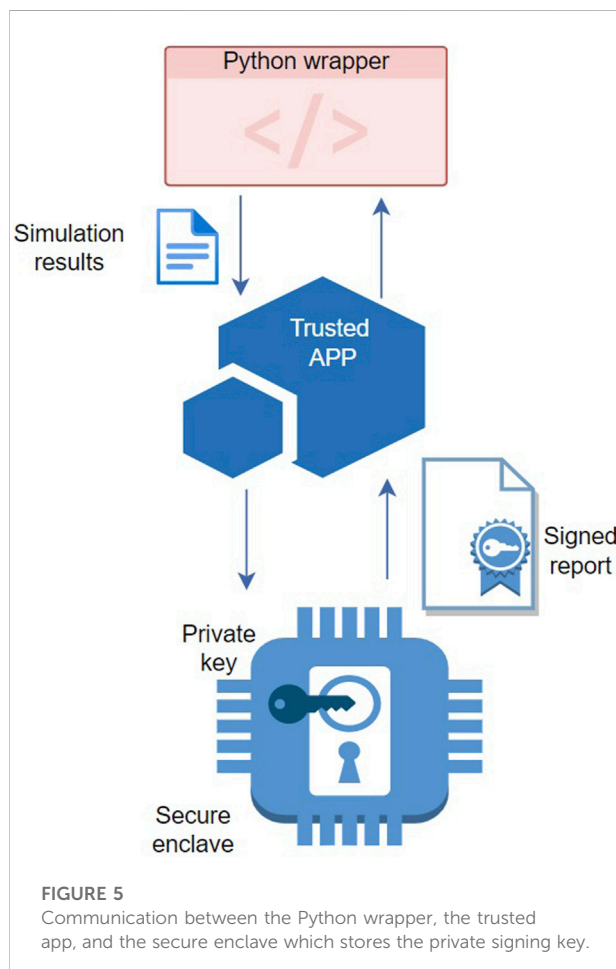 Python wrapper
</>
Simulation
results
Trusted
APP
Signed
report
Private
key
Secure
enclave
FIGURE 5
Communication between the Python wrapper, the trusted
app, and the secure enclave which stores the private signing key.